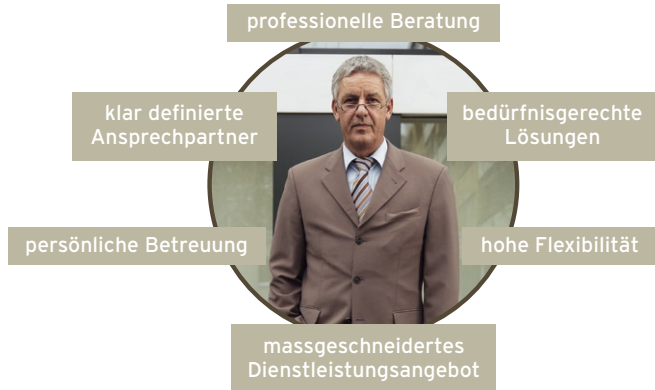 professionelle Beratung
klar definierte
Ansprechpartner
bedürfnisgerechte
Lösungen
persönliche Betreuung
hohe Flexibilität
massgeschneidertes
Dienstleistungsangebot